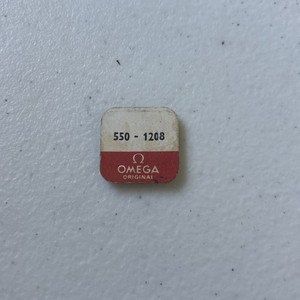 550 - 1208
Ω
OMEGA
ORIGINAL